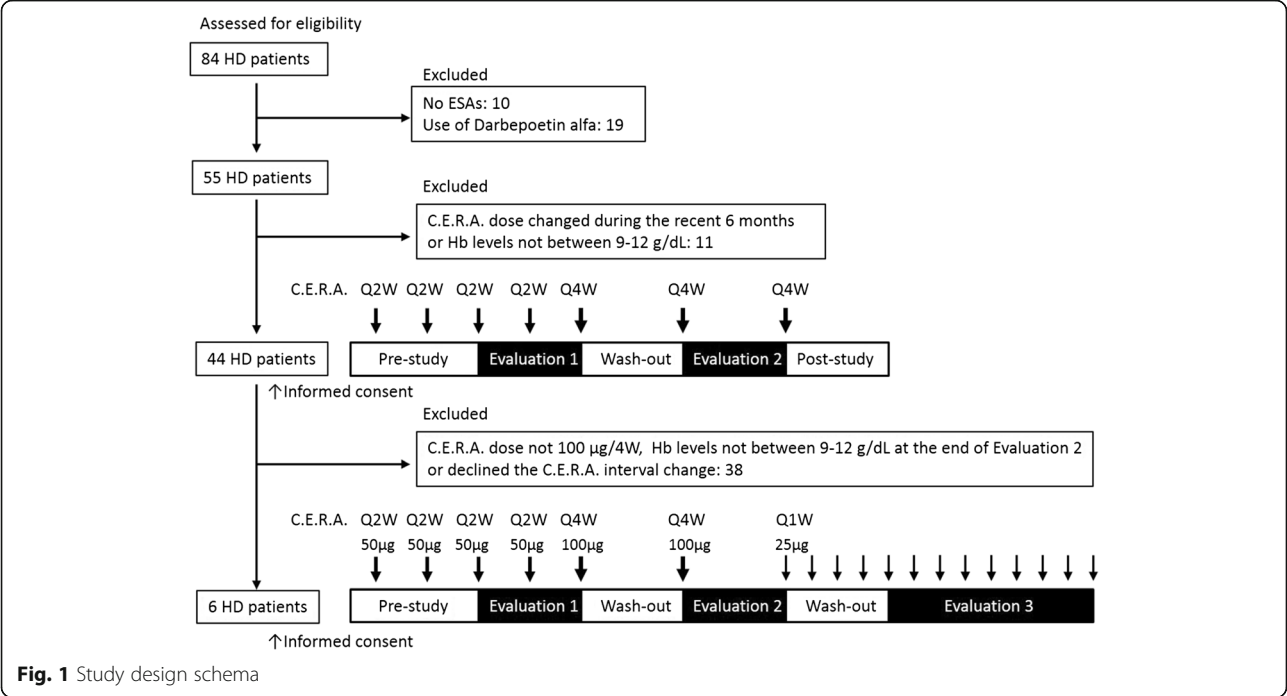 Assessed for eligibility
84 HD patients
Excluded
No ESAs: 10
Use of Darbepoetin alfa: 19
55 HD patients
Excluded
C.E.R.A. dose changed during the recent 6 months
or Hb levels not between 9-12 g/dL: 11
C.E.R.A. Q2W Q2W Q2W Q2W Q4W Q4W Q4W
44 HD patients
Pre-study Evaluation 1 Wash-out Evaluation 2 Post-study
↑Informed consent
Excluded
C.E.R.A. dose not 100 µg/4W, Hb levels not between 9-12 g/dL at the end of Evaluation 2
or declined the C.E.R.A. interval change: 38
C.E.R.A. Q2W Q2W Q2W Q2W Q4W Q4W Q1W
50µg 50µg 50µg 50µg 100µg 100µg 25µg
6 HD patients
Pre-study Evaluation 1 Wash-out Evaluation 2 Wash-out Evaluation 3
↑Informed consent
Fig. 1 Study design schema